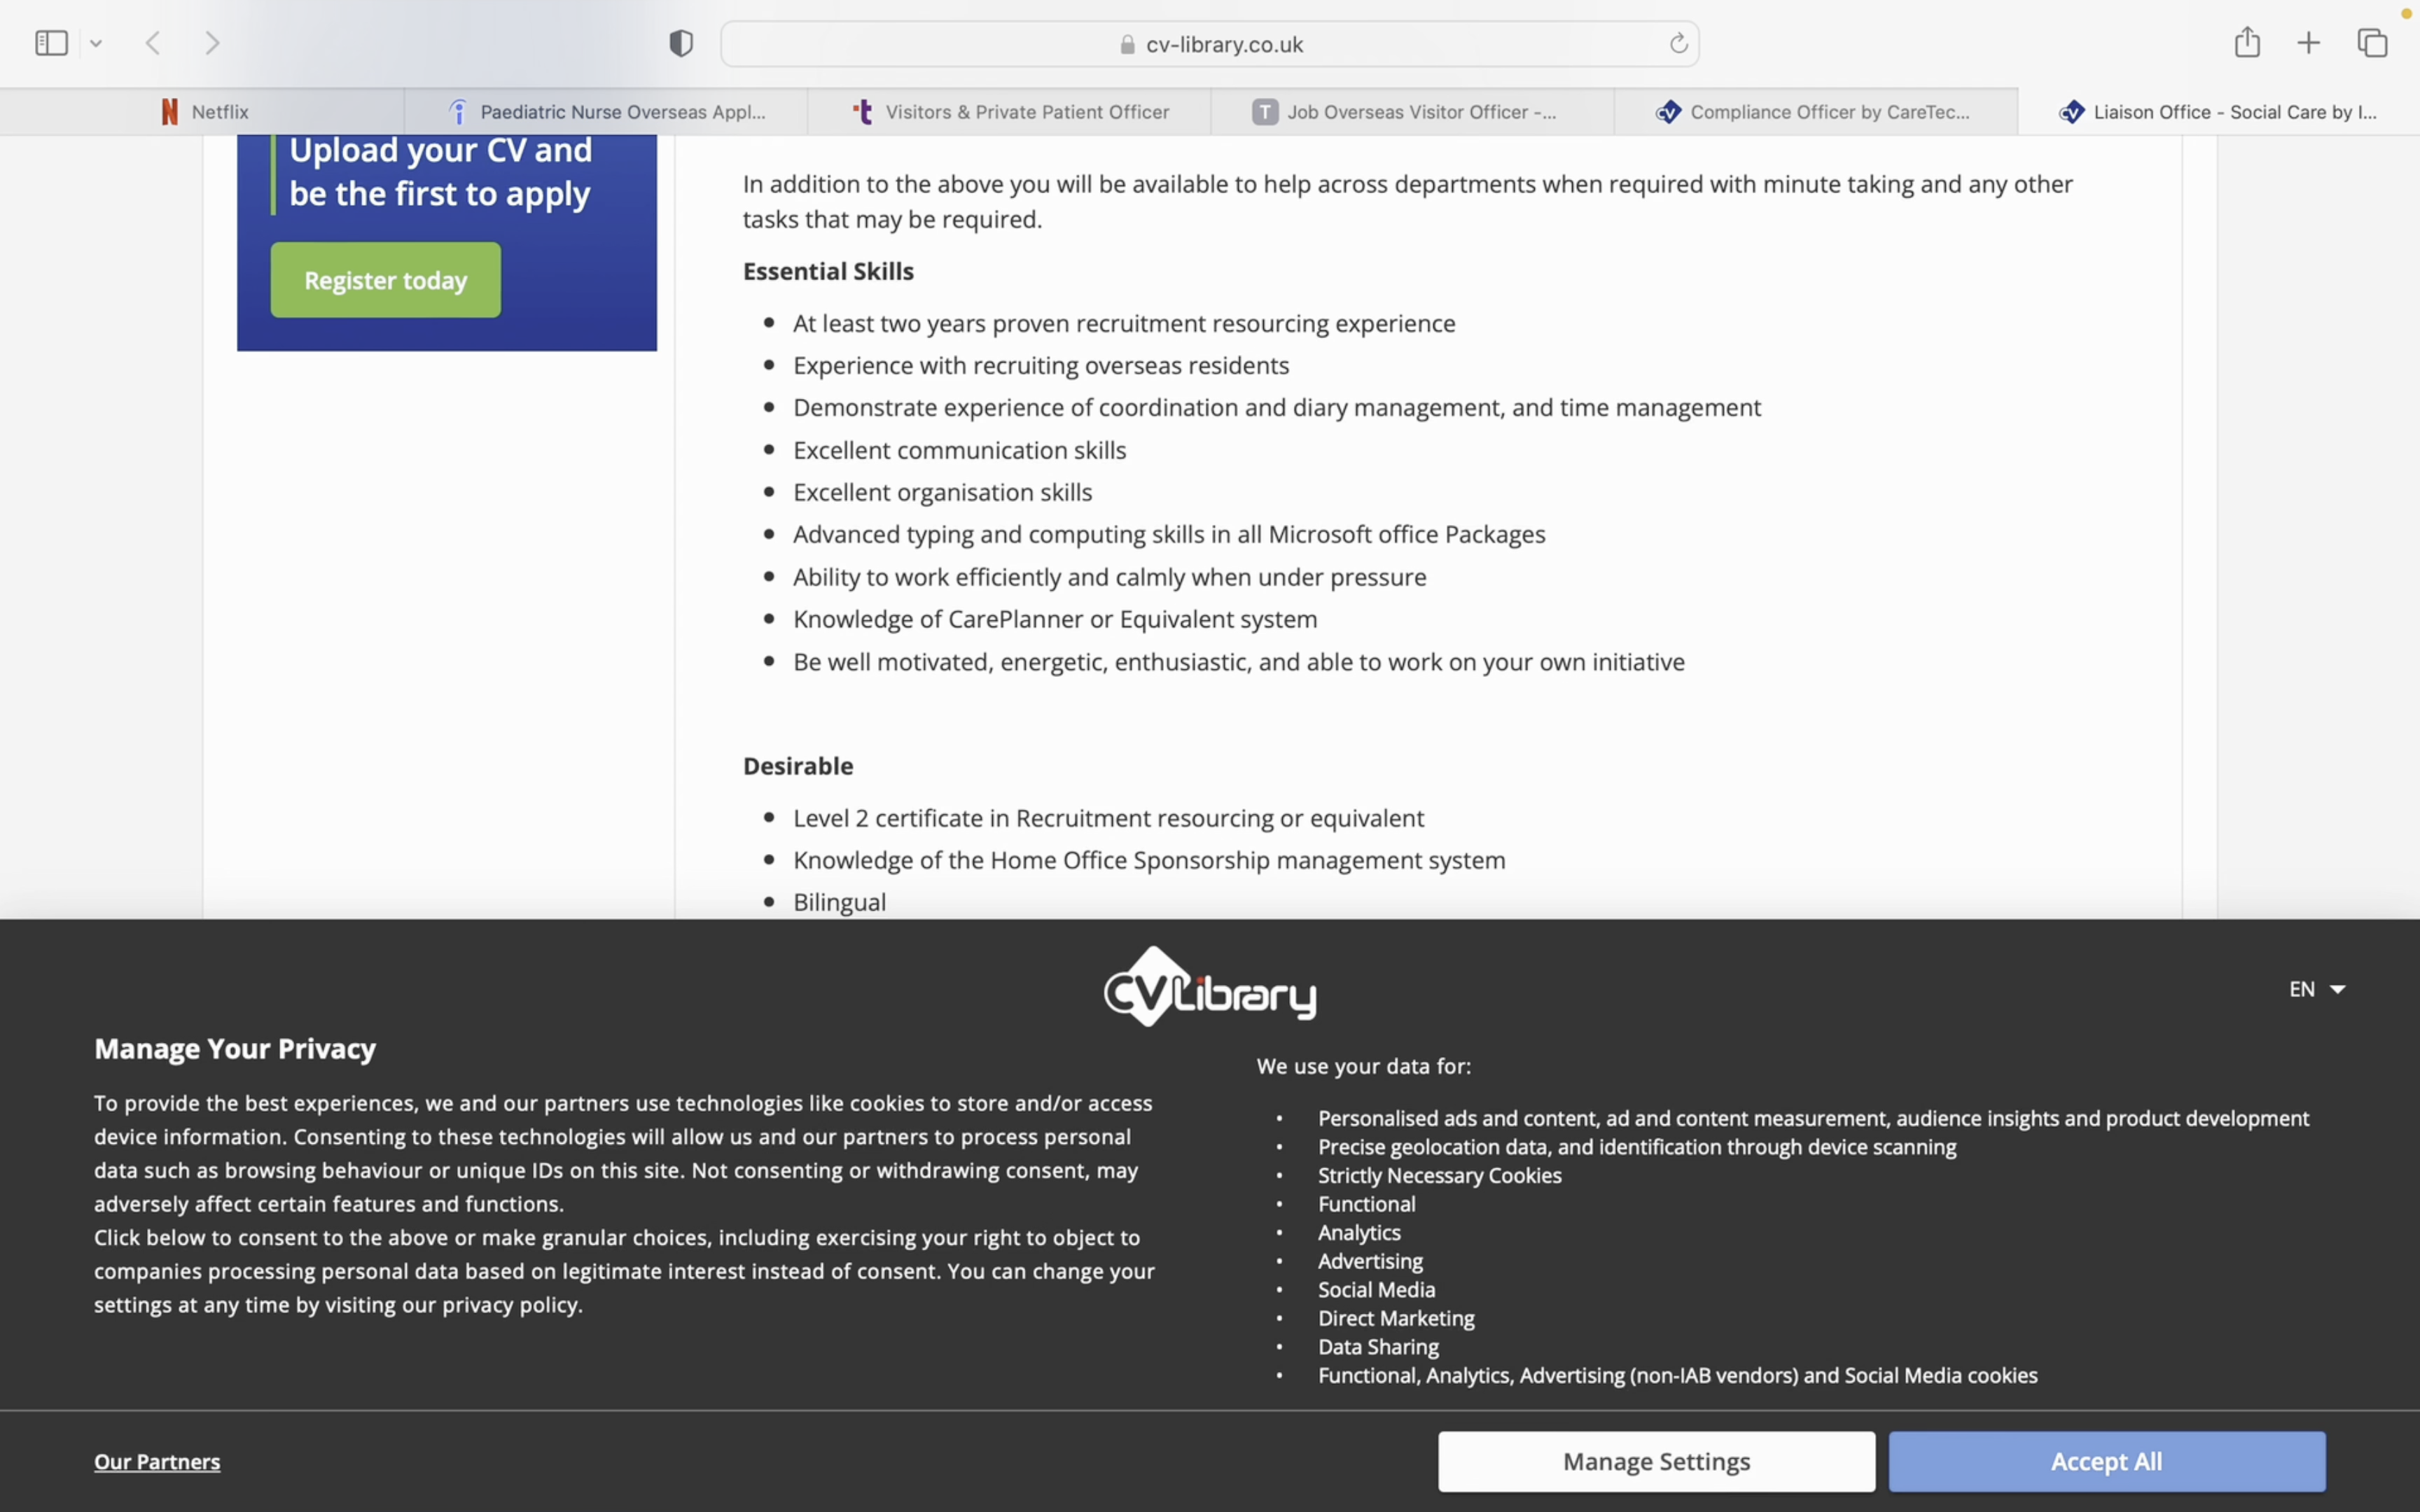 cv-library.co.uk
Netflix
Paediatric Nurse Overseas Appl...
Visitors & Private Patient Officer
T Job Overseas Visitor Officer -...
Compliance Officer by CareTec...
Liaison Office - Social Care by I...
Upload your CV and
be the first to apply
Register today
In addition to the above you will be available to help across departments when required with minute taking and any other
tasks that may be required.
Essential Skills
• At least two years proven recruitment resourcing experience
• Experience with recruiting overseas residents
• Demonstrate experience of coordination and diary management, and time management
• Excellent communication skills
• Excellent organisation skills
• Advanced typing and computing skills in all Microsoft office Packages
• Ability to work efficiently and calmly when under pressure
• Knowledge of CarePlanner or Equivalent system
• Be well motivated, energetic, enthusiastic, and able to work on your own initiative
Desirable
• Level 2 certificate in Recruitment resourcing or equivalent
• Knowledge of the Home Office Sponsorship management system
• Bilingual
CVLibrary
EN
Manage Your Privacy
To provide the best experiences, we and our partners use technologies like cookies to store and/or access
device information. Consenting to these technologies will allow us and our partners to process personal
data such as browsing behaviour or unique IDs on this site. Not consenting or withdrawing consent, may
adversely affect certain features and functions.
Click below to consent to the above or make granular choices, including exercising your right to object to
companies processing personal data based on legitimate interest instead of consent. You can change your
settings at any time by visiting our privacy policy.
We use your data for:
• Personalised ads and content, ad and content measurement, audience insights and product development
• Precise geolocation data, and identification through device scanning
• Strictly Necessary Cookies
• Functional
• Analytics
• Advertising
• Social Media
• Direct Marketing
• Data Sharing
• Functional, Analytics, Advertising (non-IAB vendors) and Social Media cookies
Our Partners
Manage Settings
Accept All